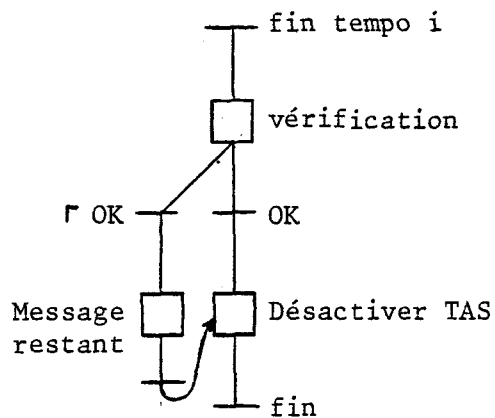 fin tempo i
vérification
Γ OK
OK
Message
restant
Désactiver TAS
fin